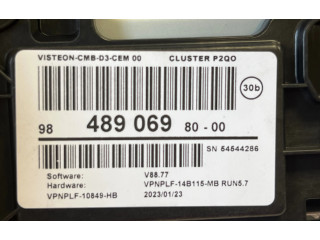 VISTEON-CMB-D3-CEM 00 CLUSTER P2QO
30b
98 489 069 80 - 00
SN 54544286
Software: V88.77
Hardware: VPNPLF-14B115-MB RUN5.7
VPNPLF-10849-HB 2023/01/23